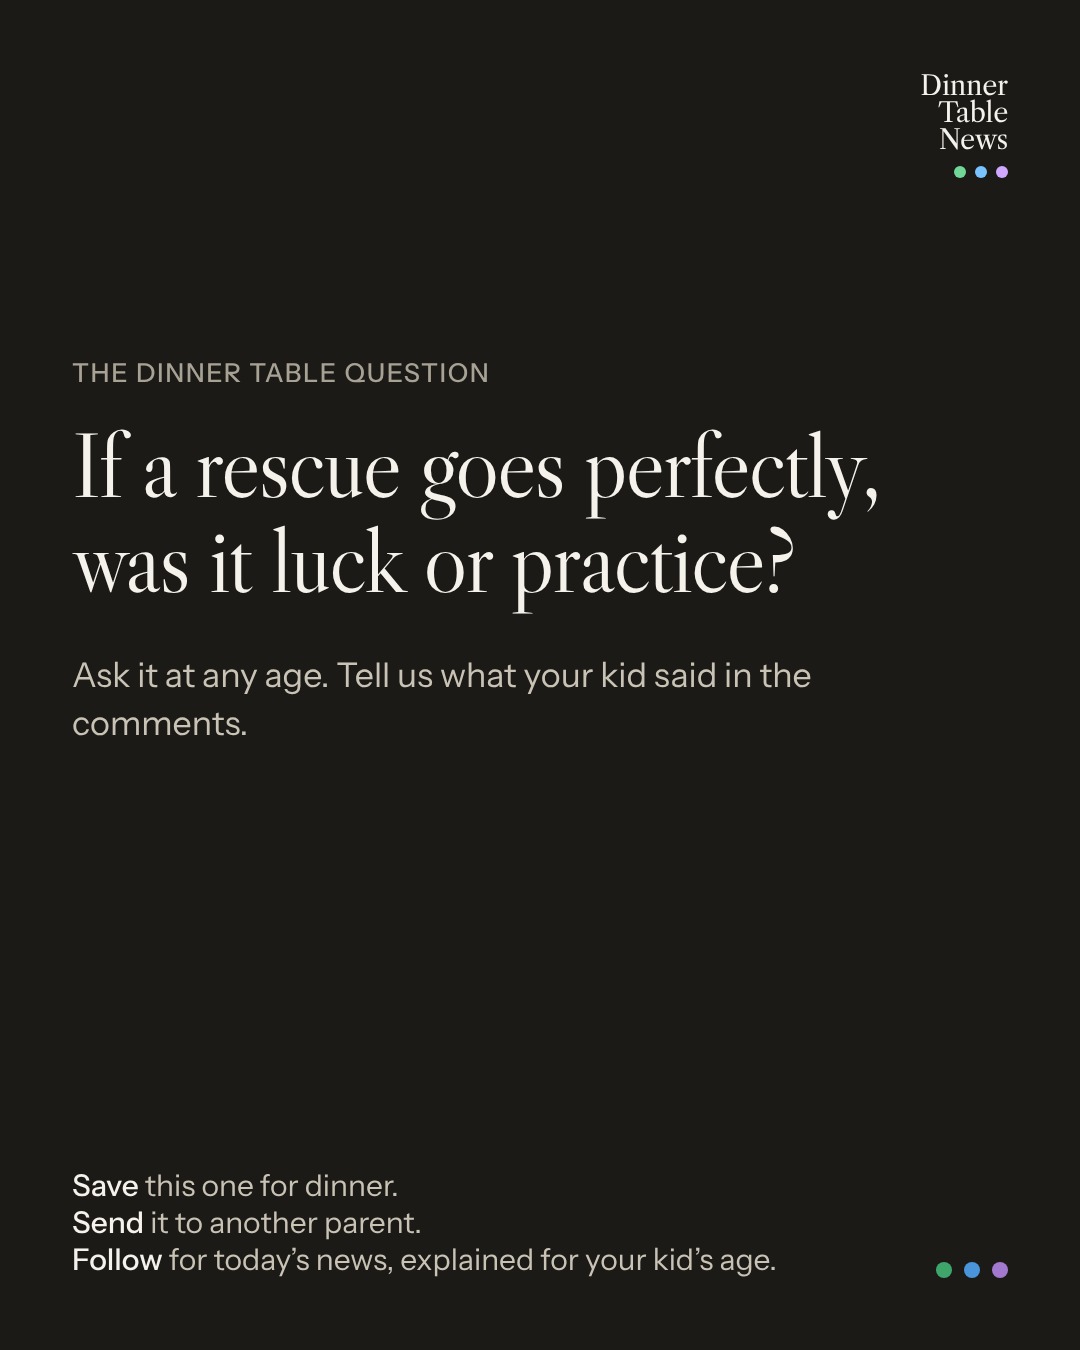 Dinner
Table
News
THE DINNER TABLE QUESTION
If a rescue goes perfectly,
was it luck or practice?
Ask it at any age. Tell us what your kid said in the
comments.
Save this one for dinner.
Send it to another parent.
Follow for today’s news, explained for your kid’s age.